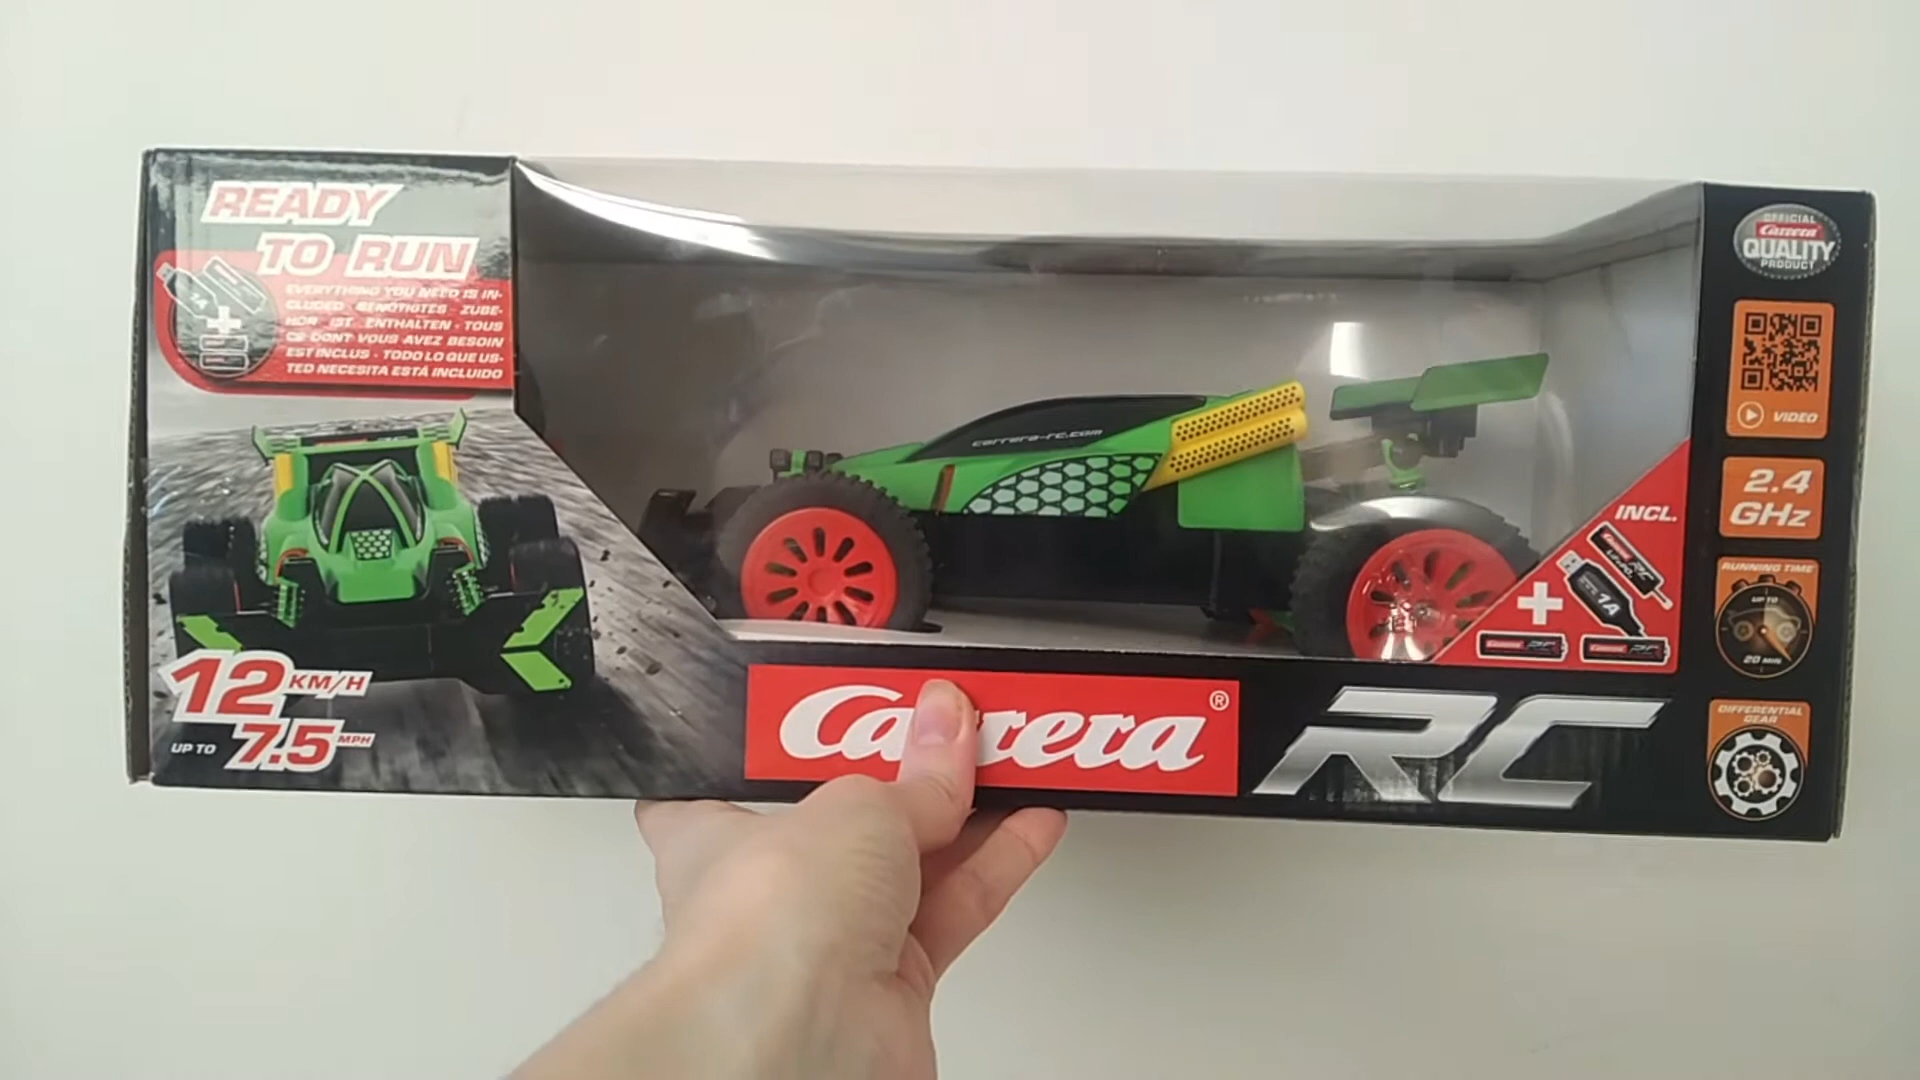 READY
TO RUN
EVERYTHING YOU NEED IS IN-
CLUDED · BENÖTIGTES ZUBE-
HÖR IST ENTHALTEN · TOUS
CE DONT VOUS AVEZ BESOIN
EST INCLUS · TODO LO QUE US-
TED NECESITA ESTÁ INCLUIDO
1A
12 KM/H
UP TO 7.5 MPH
carrera-rc.com
Carrera®
RC
INCL.
1A
OFFICIAL
Carrera
QUALITY
PRODUCT
VIDEO
2.4
GHz
RUNNING TIME
UP TO
20 MIN
DIFFERENTIAL
GEAR